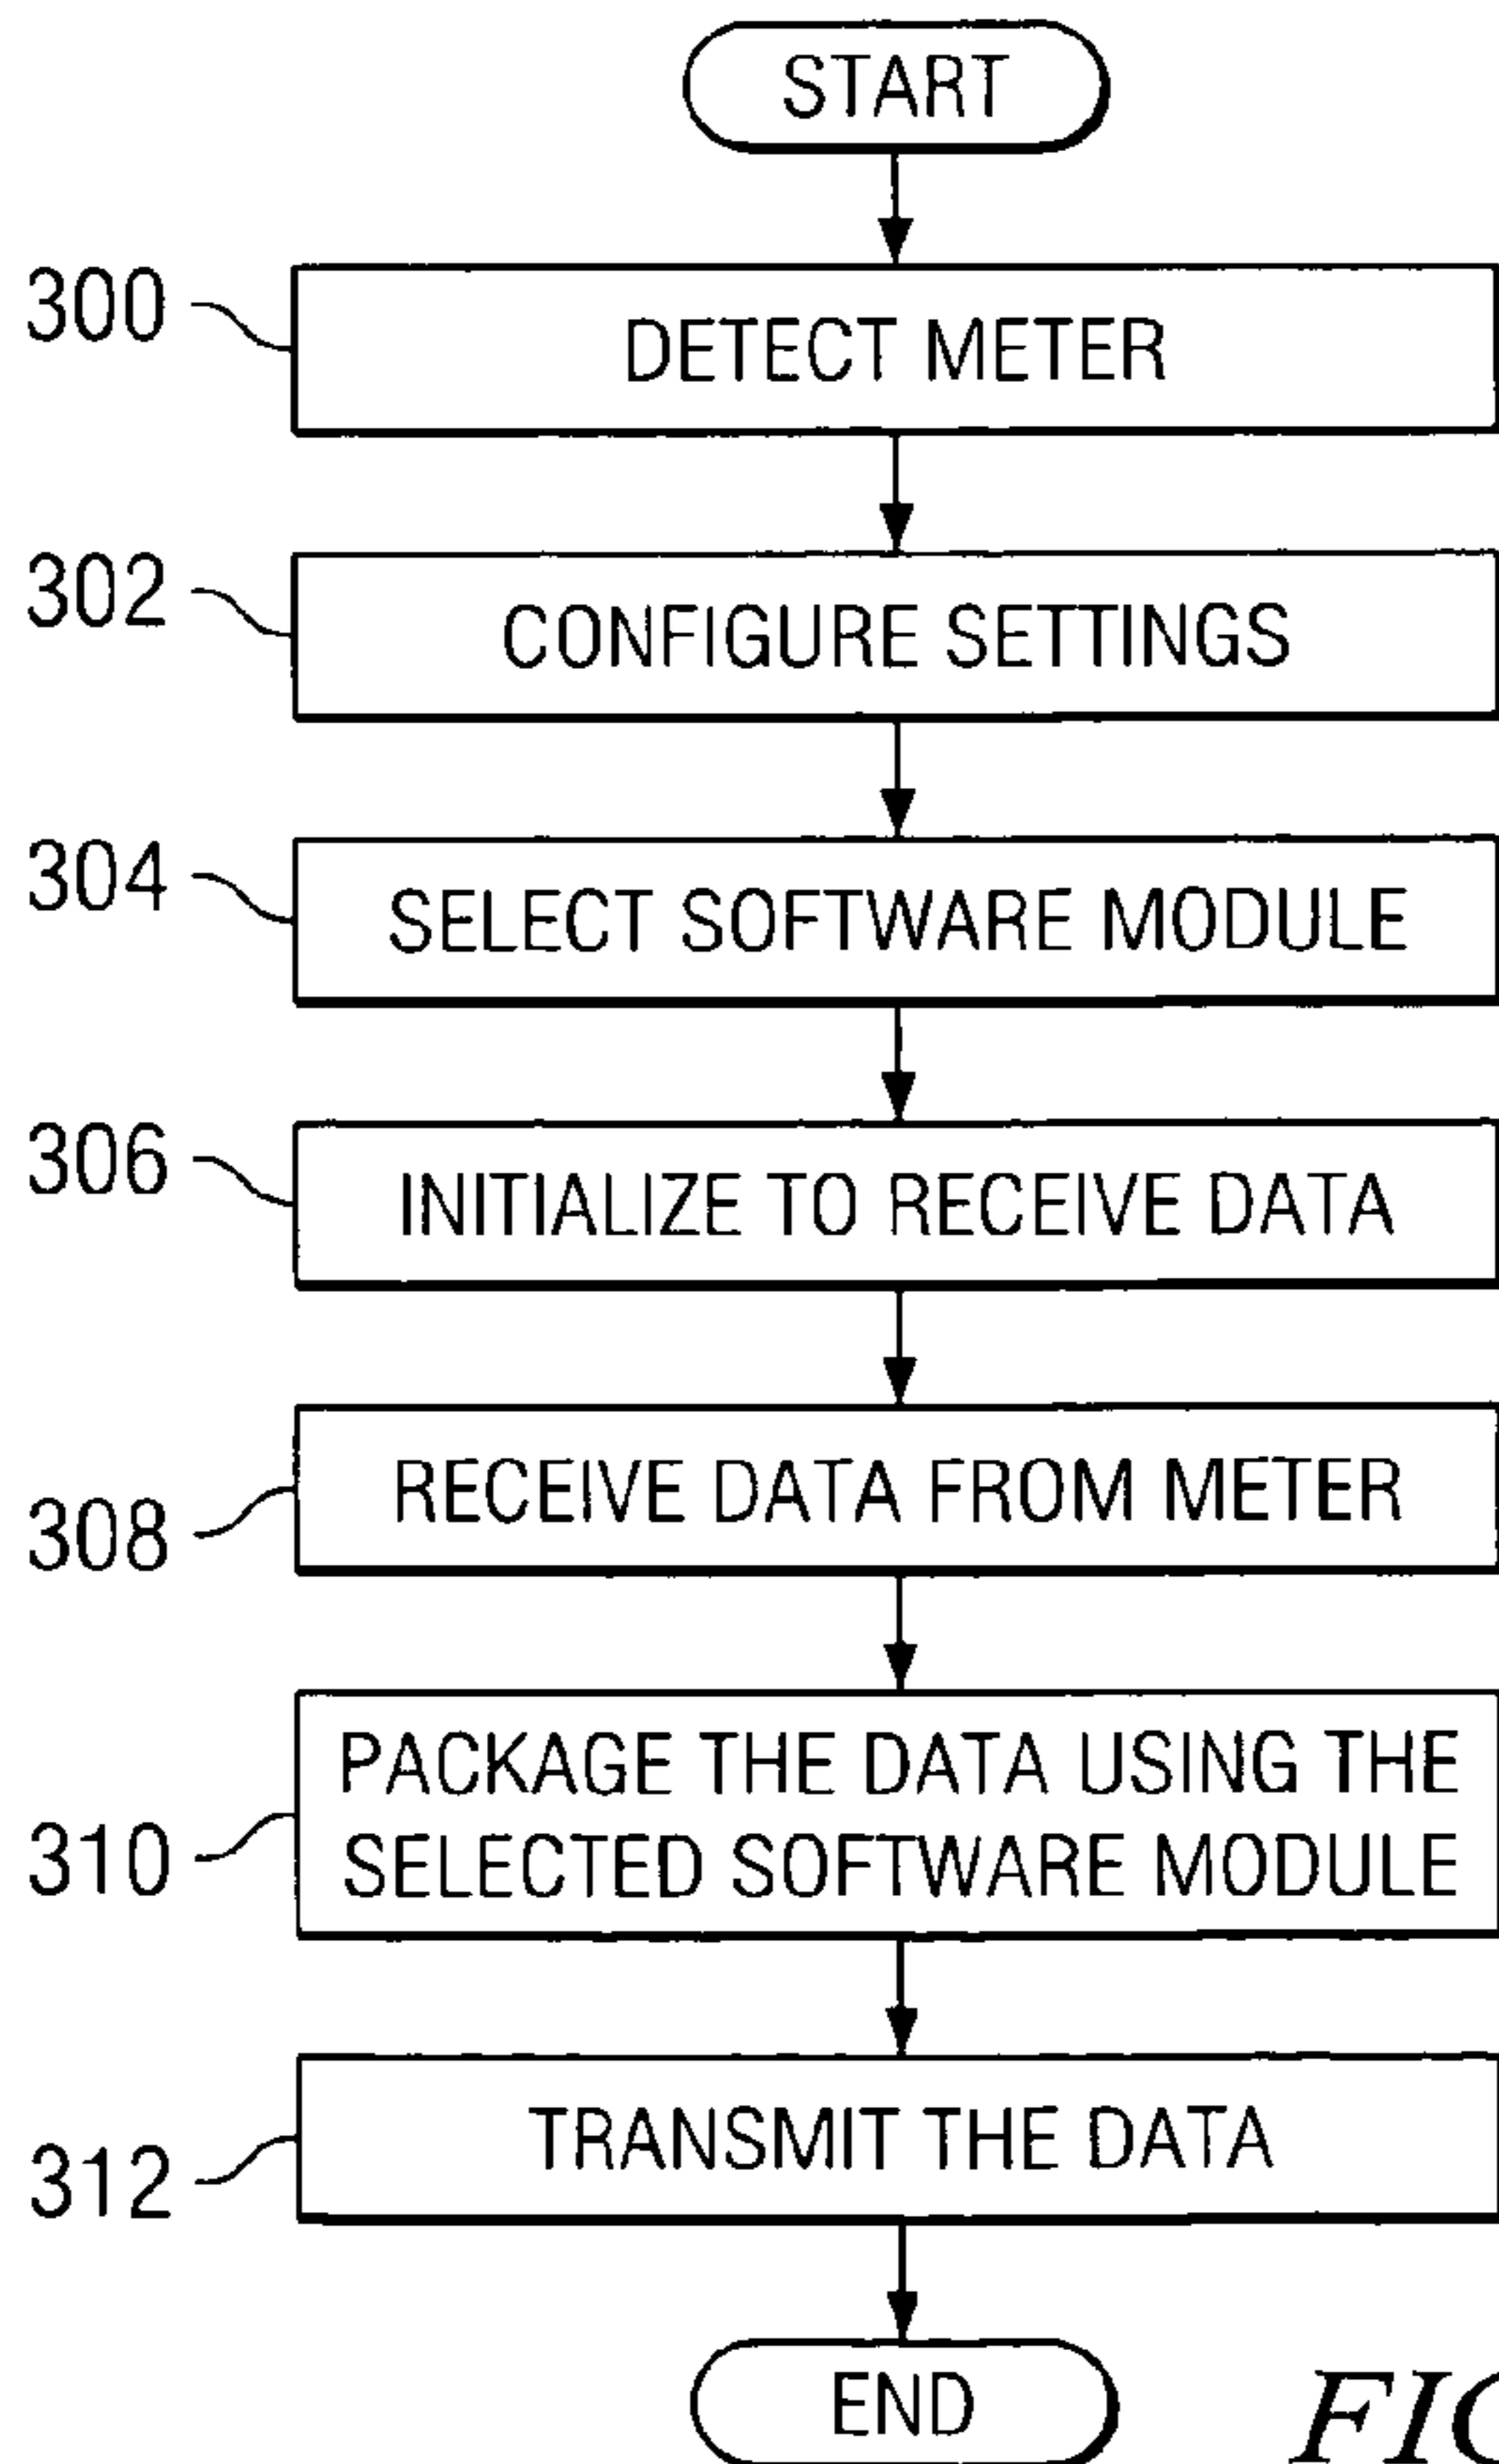 START
300
DETECT METER
302
CONFIGURE SETTINGS
304
SELECT SOFTWARE MODULE
306
INITIALIZE TO RECEIVE DATA
308
RECEIVE DATA FROM METER
310
PACKAGE THE DATA USING THE
SELECTED SOFTWARE MODULE
312
TRANSMIT THE DATA
END